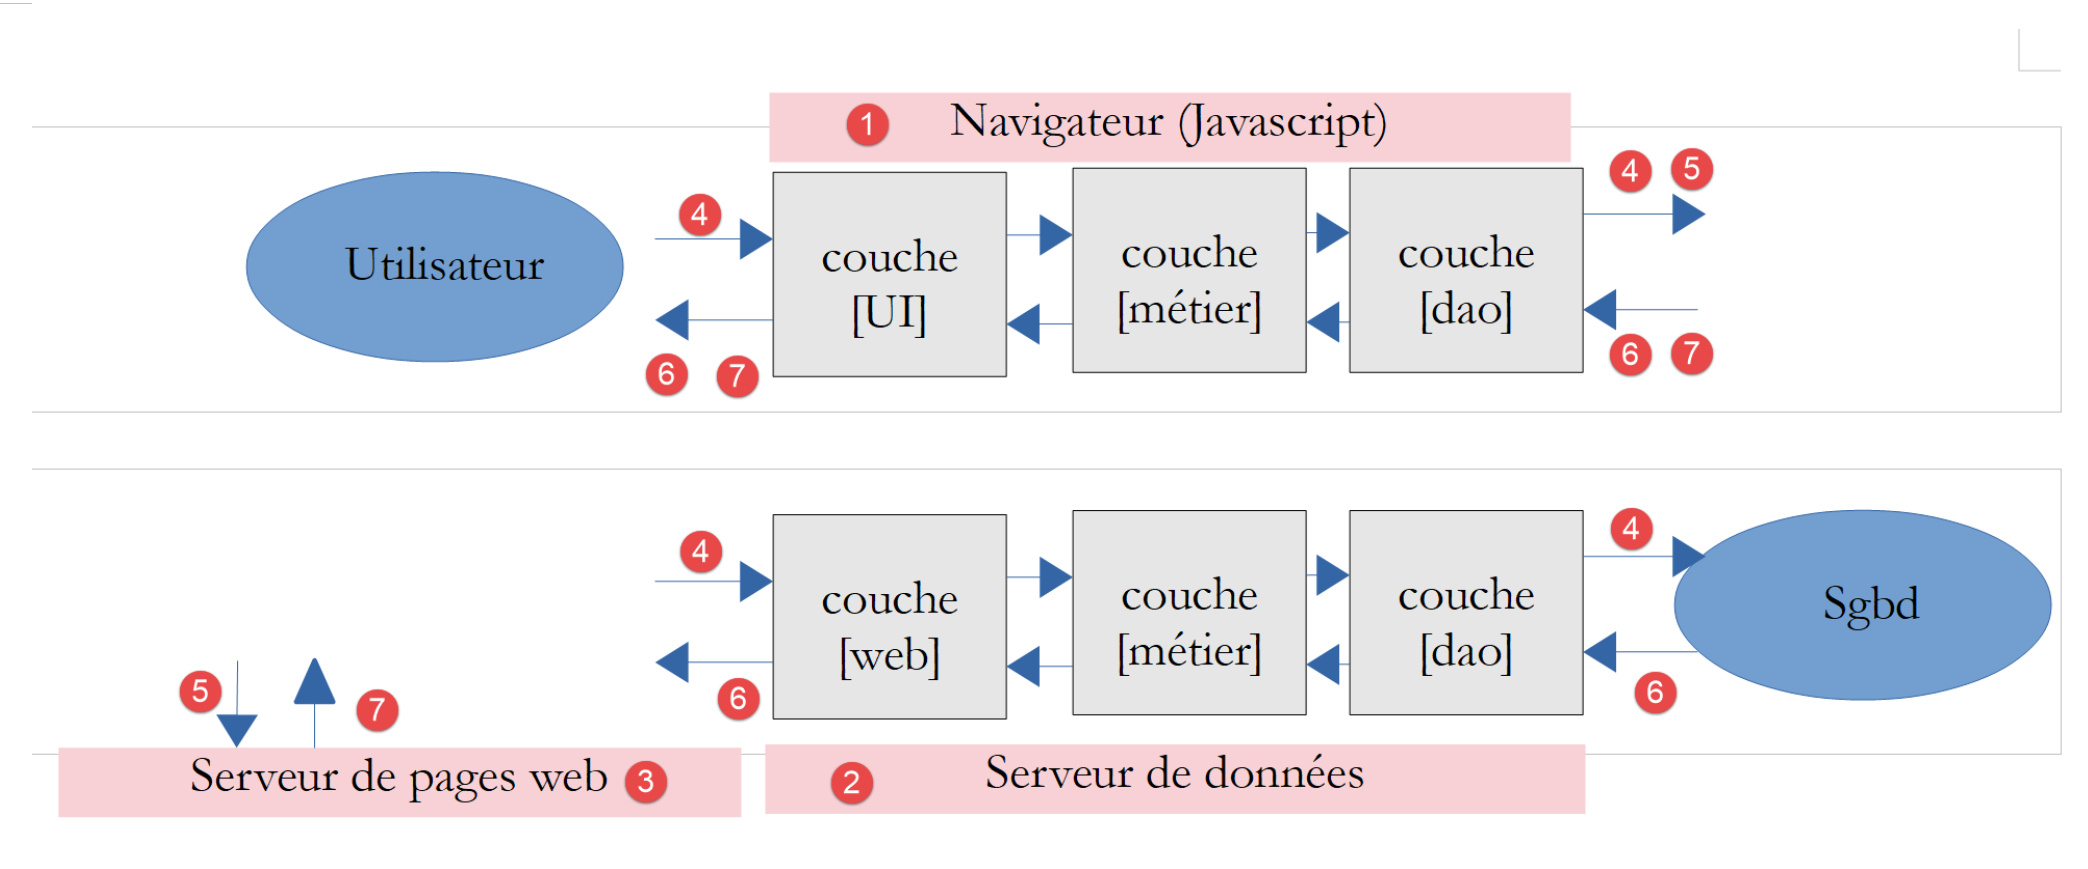 1 Navigateur (Javascript)
4 5
4
Utilisateur
couche
[UI]
couche
[métier]
couche
[dao]
6 7
6 7
4
4
couche
[web]
couche
[métier]
couche
[dao]
Sgbd
5
7
6
6
Serveur de pages web 3
2 Serveur de données